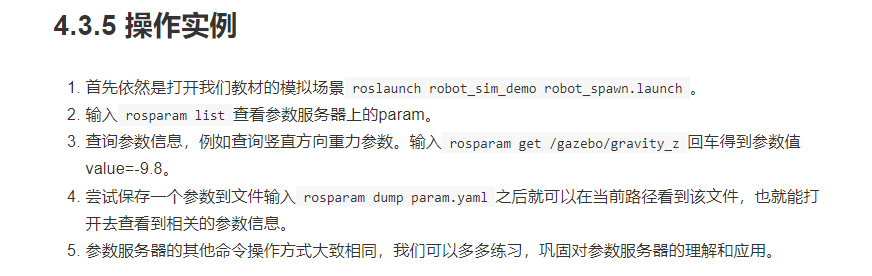 4.3.5 操作实例
1. 首先依然是打开我们教材的模拟场景 roslaunch robot_sim_demo robot_spawn.launch 。
2. 输入 rosparam list 查看参数服务器上的param。
3. 查询参数信息，例如查询竖直方向重力参数。输入 rosparam get /gazebo/gravity_z 回车得到参数值
value=-9.8。
4. 尝试保存一个参数到文件输入 rosparam dump param.yaml 之后就可以在当前路径看到该文件，也就能打
开去查看到相关的参数信息。
5. 参数服务器的其他命令操作方式大致相同，我们可以多多练习，巩固对参数服务器的理解和应用。